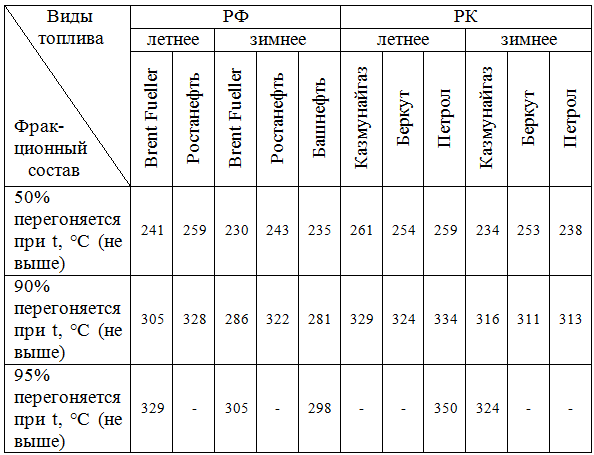 Виды
топлива
Фрак-
ционный
состав
РФ
РК
летнее
зимнее
летнее
зимнее
Brent Fueller
Ростанефть
Brent Fueller
Ростанефть
Башнефть
Казмунайгаз
Беркут
Петрол
Казмунайгаз
Беркут
Петрол
50%
перегоняется
при t, °С (не
выше)
241 259 230 243 235 261 254 259 234 253 238
90%
перегоняется
при t, °С (не
выше)
305 328 286 322 281 329 324 334 316 311 313
95%
перегоняется
при t, °С (не
выше)
329 - 305 - 298 - - 350 324 - -